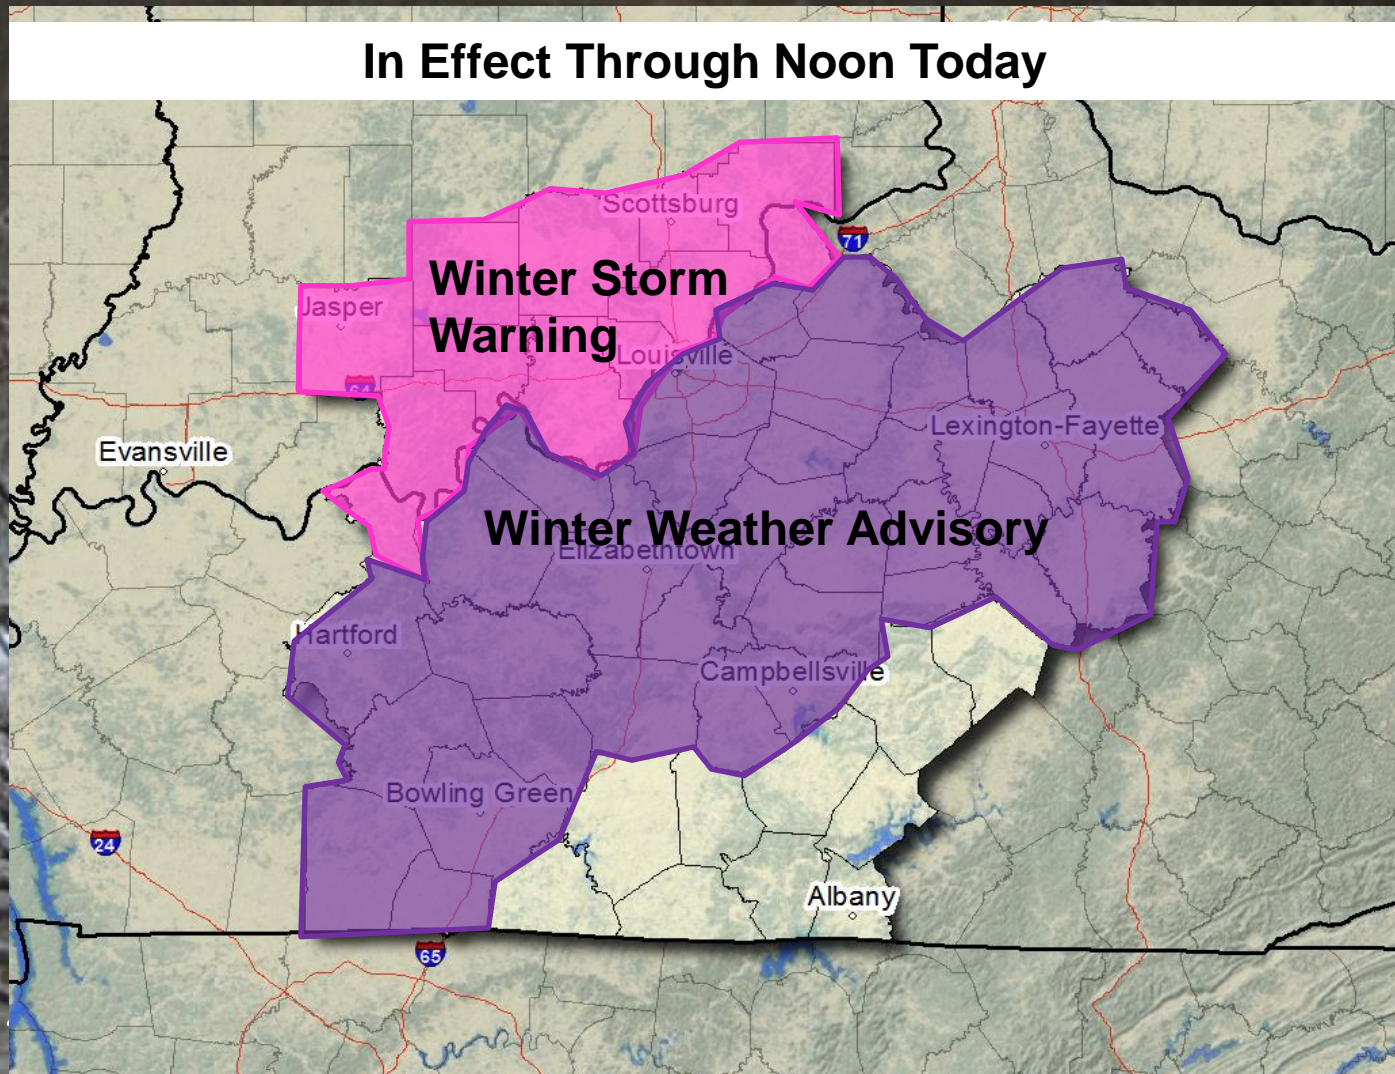 In Effect Through Noon Today
Scottsburg
71
Winter Storm
Warning
Jasper
Louisville
64
Lexington-Fayette
Evansville
Winter Weather Advisory
Elizabethtown
Hartford
Campbellsville
Bowling Green
24
Albany
65